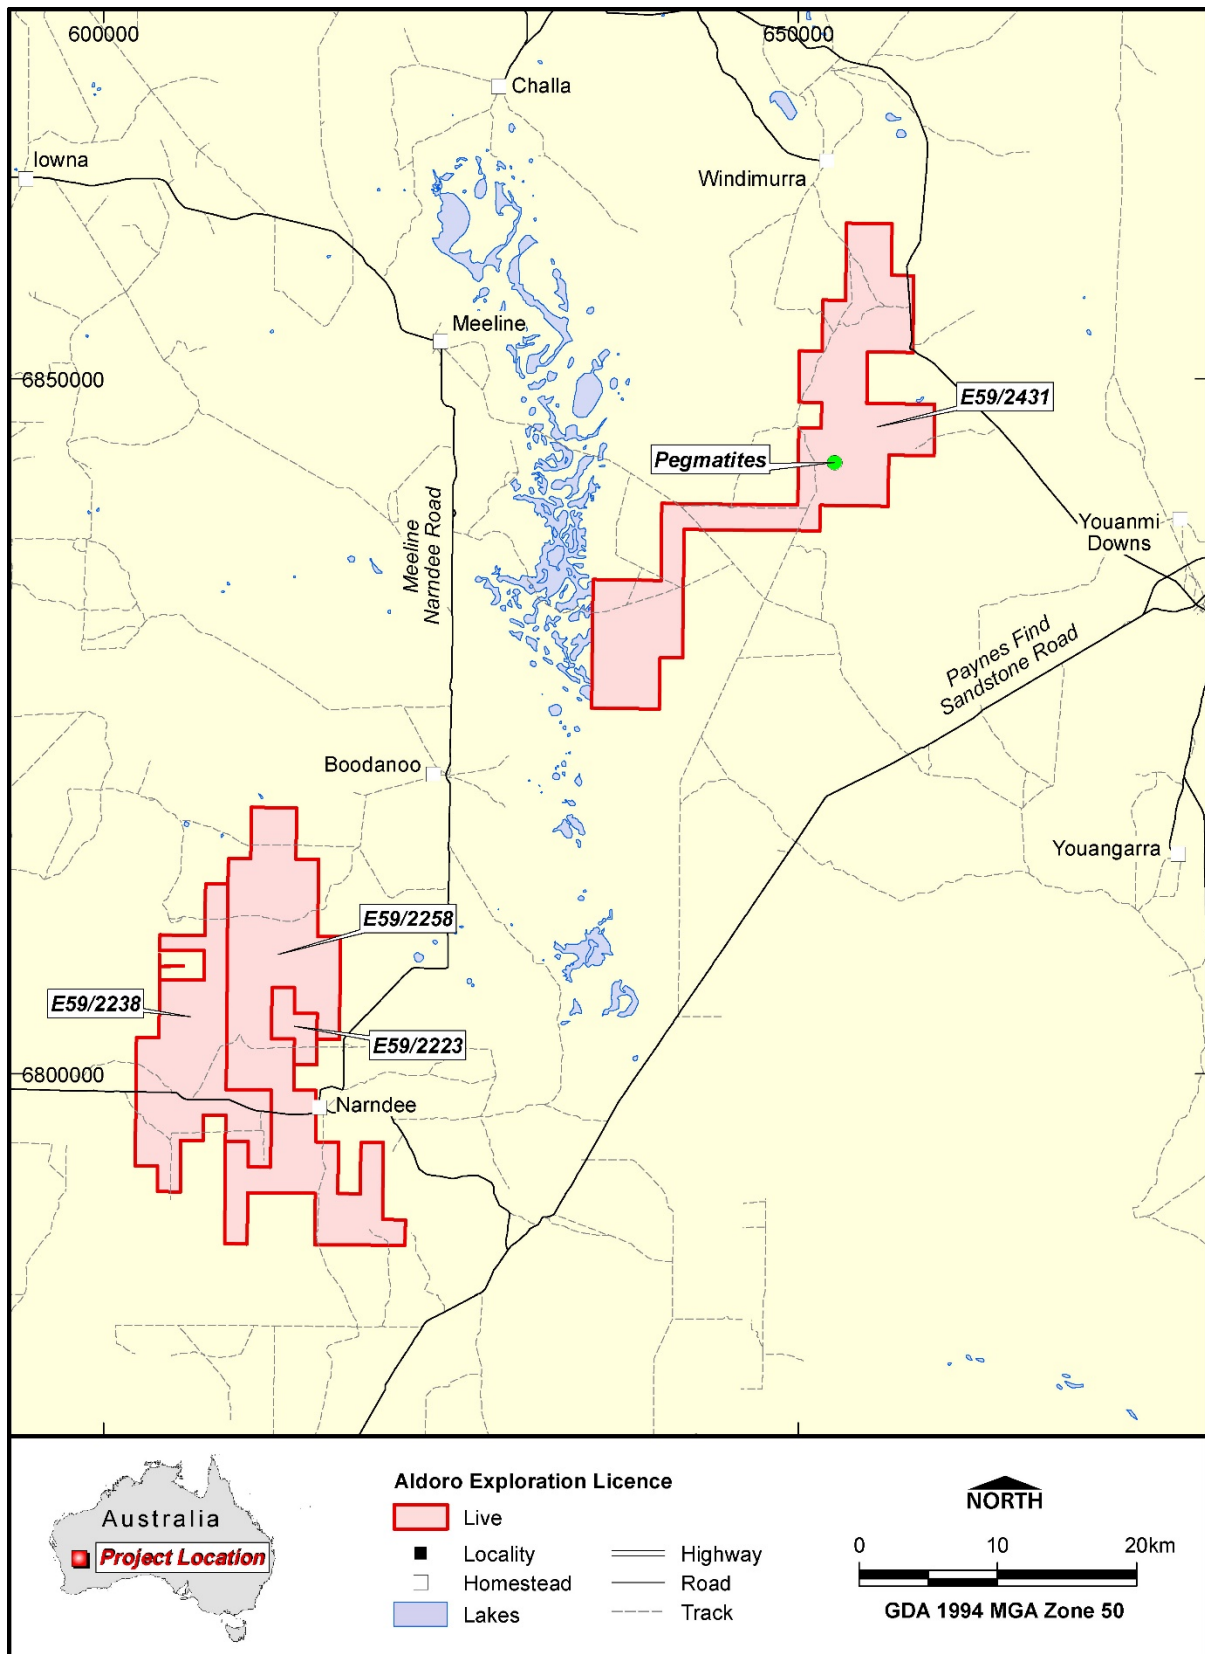 600000
650000
Challa
Iowna
Windimurra
Meeline
6850000
E59/2431
Pegmatites
Meeline
Narndee Road
Youanmi
Downs
Paynes Find
Sandstone Road
Boodanoo
Youangarra
E59/2258
E59/2238
E59/2223
6800000
Narndee
Australia
Project Location
Aldoro Exploration Licence
Live
Locality
Homestead
Lakes
Highway
Road
Track
NORTH
0 10 20km
GDA 1994 MGA Zone 50